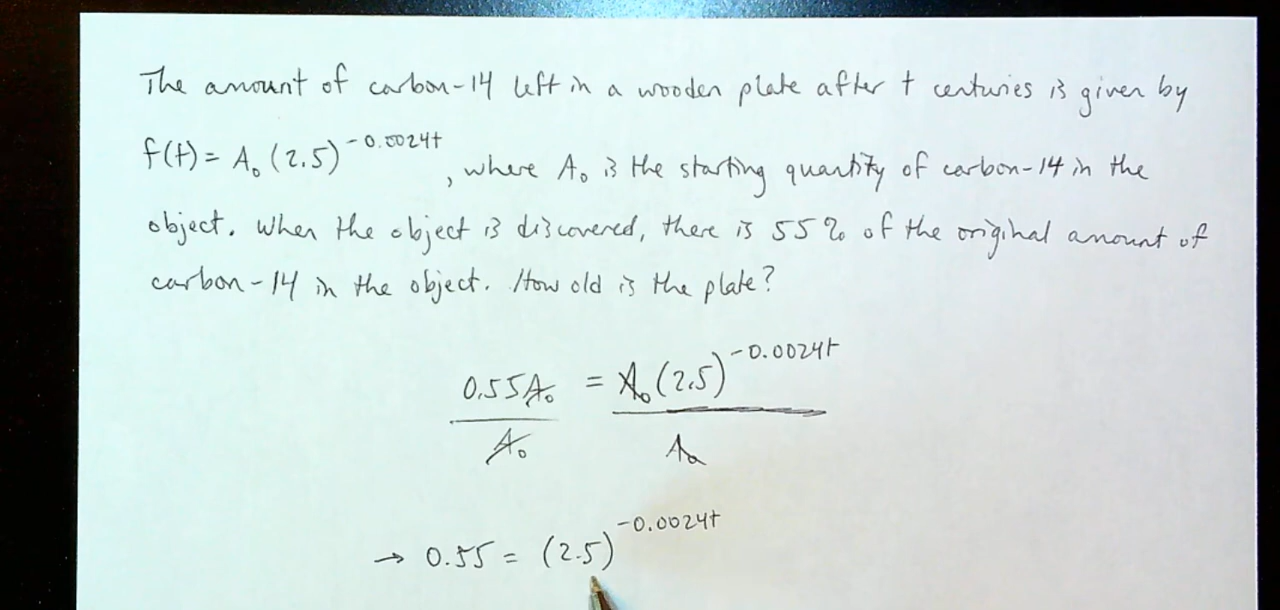 The amount of carbon-14 left in a wooden plate after t centuries is given by
f(t) = A₀ (2.5)^(-0.0024t), where A₀ is the starting quantity of carbon-14 in the
object. When the object is discovered, there is 55% of the original amount of
carbon-14 in the object. How old is the plate?
0.55A₀ = A₀(2.5)^(-0.0024t)
A₀ A₀
→ 0.55 = (2.5)^(-0.0024t)